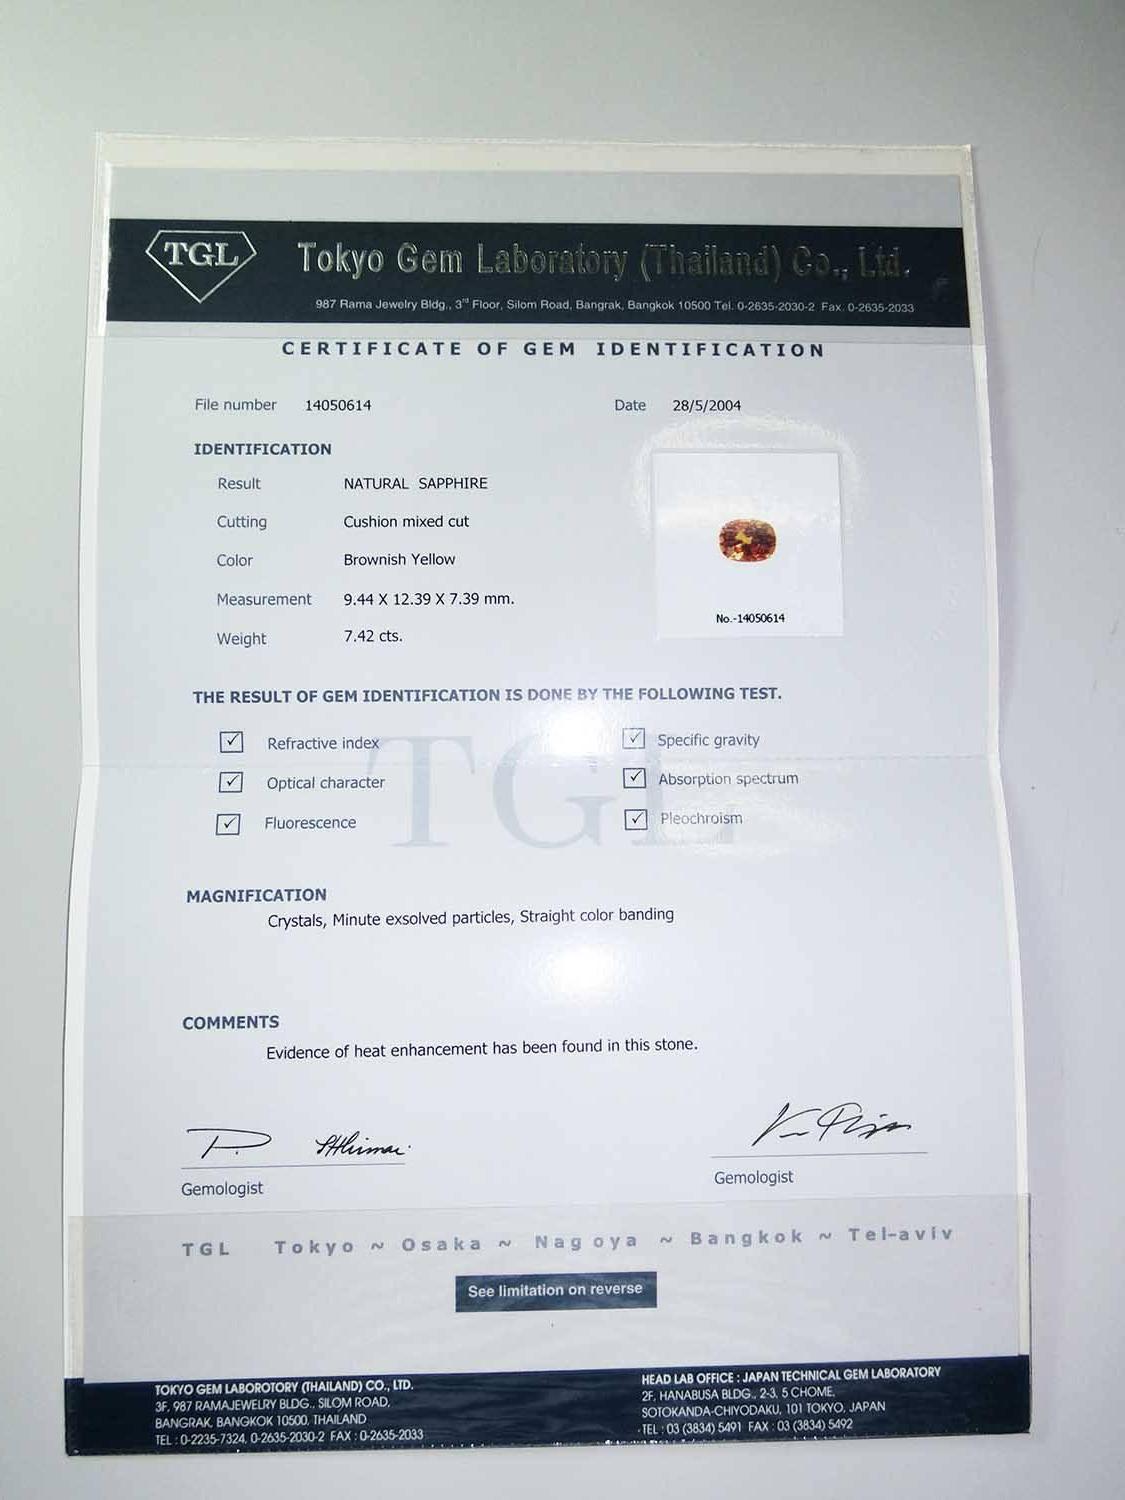 TGL
Tokyo Gem Laboratory (Thailand) Co., Ltd.
987 Rama Jewelry Bldg., 3rd Floor, Silom Road, Bangrak, Bangkok 10500 Tel. 0-2635-2030-2 Fax. 0-2635-2033
CERTIFICATE OF GEM IDENTIFICATION
File number 14050614 Date 28/5/2004
IDENTIFICATION
Result NATURAL SAPPHIRE
Cutting Cushion mixed cut
Color Brownish Yellow
Measurement 9.44 X 12.39 X 7.39 mm.
Weight 7.42 cts.
No.-14050614
THE RESULT OF GEM IDENTIFICATION IS DONE BY THE FOLLOWING TEST.
Refractive index Specific gravity
Optical character Absorption spectrum
Fluorescence Pleochroism
TGL
MAGNIFICATION
Crystals, Minute exsolved particles, Straight color banding
COMMENTS
Evidence of heat enhancement has been found in this stone.
Gemologist Gemologist
TGL Tokyo ~ Osaka ~ Nagoya ~ Bangkok ~ Tel-aviv
See limitation on reverse
TOKYO GEM LABOROTORY (THAILAND) CO., LTD.
3F, 987 RAMAJEWELRY BLDG., SILOM ROAD,
BANGRAK, BANGKOK 10500, THAILAND
TEL : 0-2235-7324, 0-2635-2030-2 FAX : 0-2635-2033
HEAD LAB OFFICE : JAPAN TECHNICAL GEM LABORATORY
2F, HANABUSA BLDG., 2-3, 5 CHOME,
SOTOKANDA-CHIYODAKU, 101 TOKYO, JAPAN
TEL : 03 (3834) 5491 FAX : 03 (3834) 5492